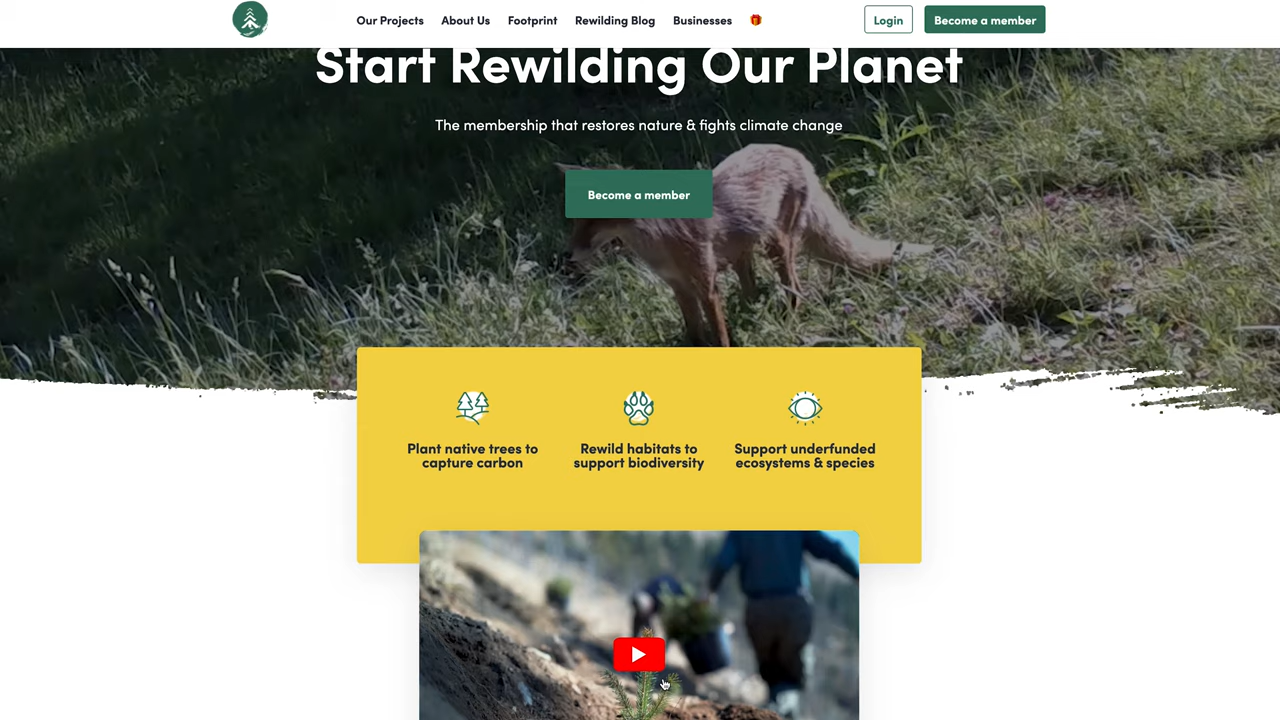 Our Projects About Us Footprint Rewilding Blog Businesses Login Become a member
Start Rewilding Our Planet
The membership that restores nature & fights climate change
Become a member
Plant native trees to
capture carbon
Rewild habitats to
support biodiversity
Support underfunded
ecosystems & species